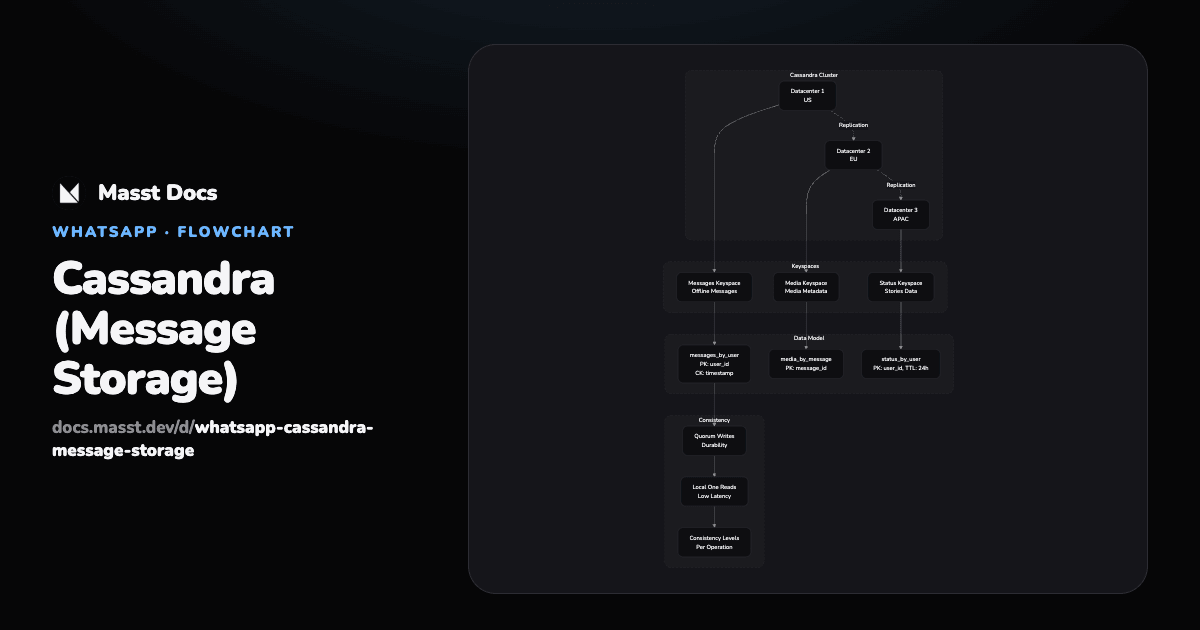 Masst Docs
WHATSAPP · FLOWCHART
Cassandra
(Message
Storage)
docs.masst.dev/d/whatsapp-cassandra-
message-storage
Cassandra Cluster
Datacenter 1
US
Replication
Datacenter 2
EU
Replication
Datacenter 3
APAC
Keyspaces
Messages Keyspace
Offline Messages
Media Keyspace
Media Metadata
Status Keyspace
Stories Data
Data Model
messages_by_user
PK: user_id
CK: timestamp
media_by_message
PK: message_id
status_by_user
PK: user_id, TTL: 24h
Consistency
Quorum Writes
Durability
Local One Reads
Low Latency
Consistency Levels
Per Operation